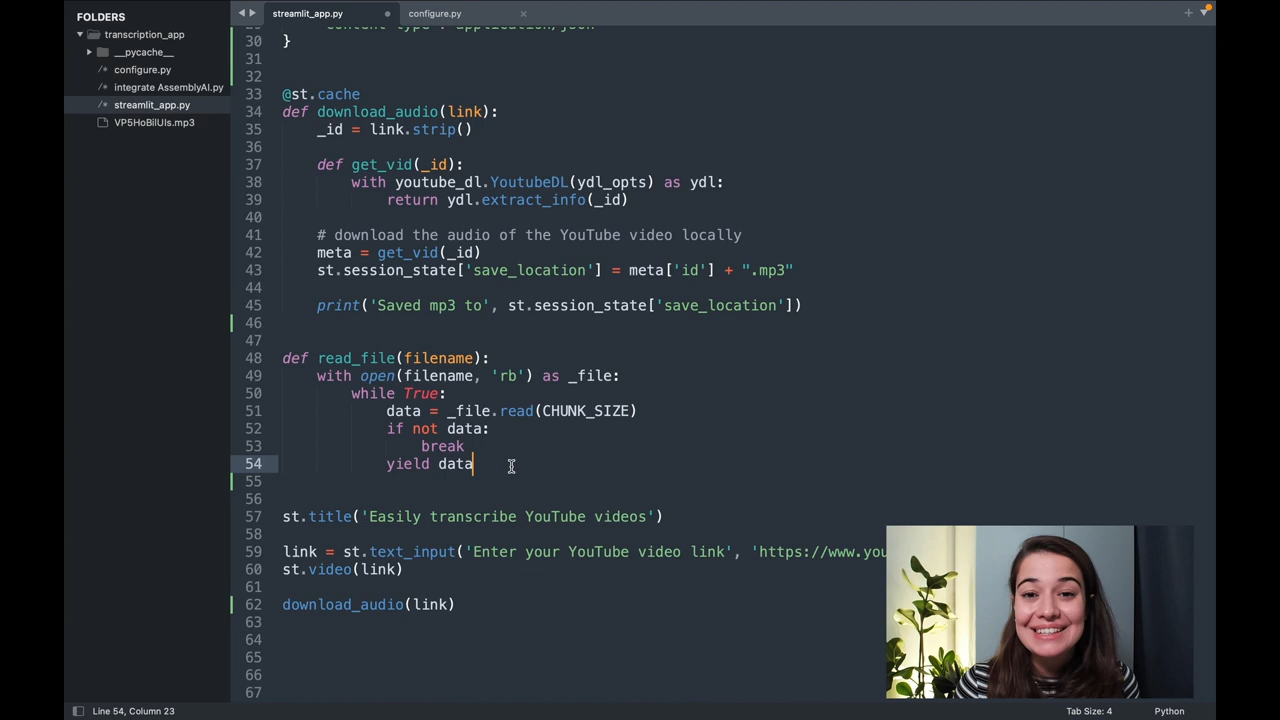 FOLDERS
transcription_app
__pycache__
configure.py
integrate AssemblyAI.py
streamlit_app.py
VP5HoBilUIs.mp3
streamlit_app.py
configure.py
30 }
31
32
33 @st.cache
34 def download_audio(link):
35 _id = link.strip()
36
37 def get_vid(_id):
38 with youtube_dl.YoutubeDL(ydl_opts) as ydl:
39 return ydl.extract_info(_id)
40
41 # download the audio of the YouTube video locally
42 meta = get_vid(_id)
43 st.session_state['save_location'] = meta['id'] + ".mp3"
44
45 print('Saved mp3 to', st.session_state['save_location'])
46
47
48 def read_file(filename):
49 with open(filename, 'rb') as _file:
50 while True:
51 data = _file.read(CHUNK_SIZE)
52 if not data:
53 break
54 yield data
55
56
57 st.title('Easily transcribe YouTube videos')
58
59 link = st.text_input('Enter your YouTube video link', 'https://www.you
60 st.video(link)
61
62 download_audio(link)
63
64
65
66
67
Line 54, Column 23
Tab Size: 4
Python